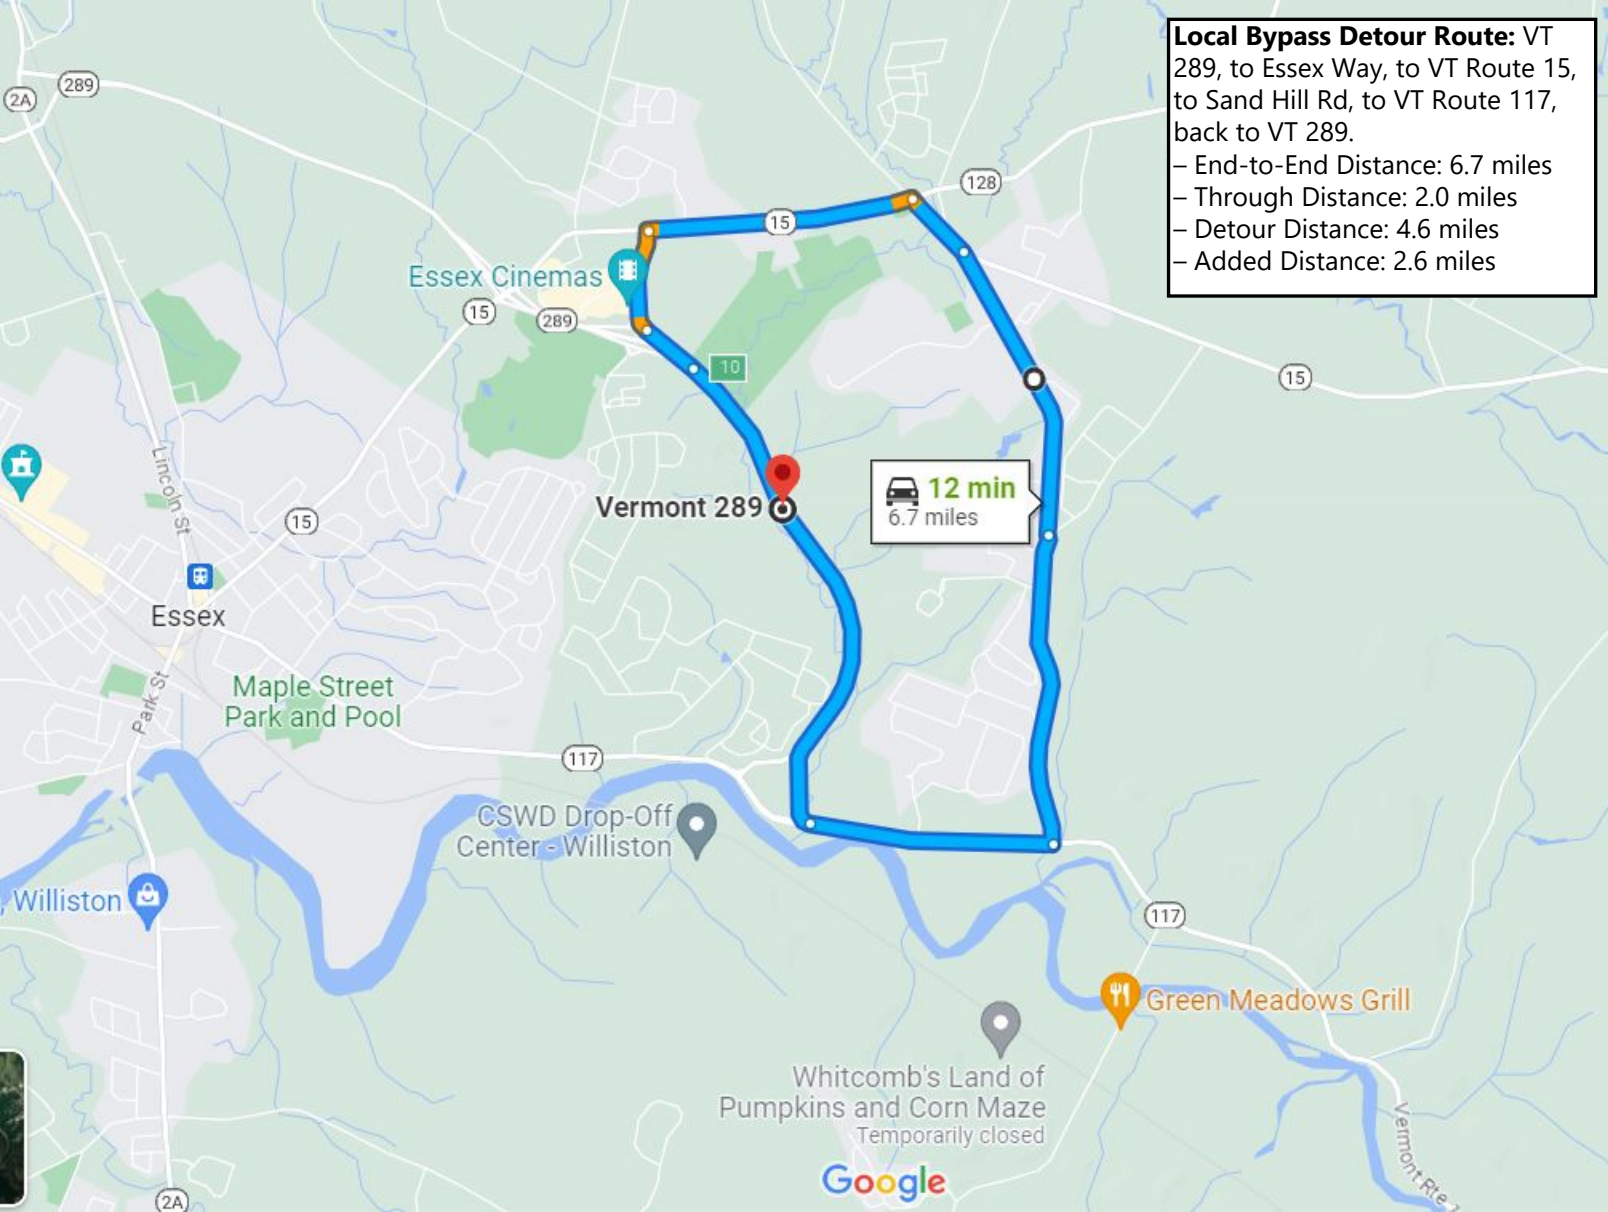 Local Bypass Detour Route: VT
289, to Essex Way, to VT Route 15,
to Sand Hill Rd, to VT Route 117,
back to VT 289.
– End-to-End Distance: 6.7 miles
– Through Distance: 2.0 miles
– Detour Distance: 4.6 miles
– Added Distance: 2.6 miles
289
2A
128
15
Essex Cinemas
15
289
10
15
Lincoln St
12 min
6.7 miles
Vermont 289
15
Essex
Maple Street
Park and Pool
Park St
117
CSWD Drop-Off
Center - Williston
, Williston
117
Green Meadows Grill
Whitcomb's Land of
Pumpkins and Corn Maze
Temporarily closed
Vermont Rte
Google
2A